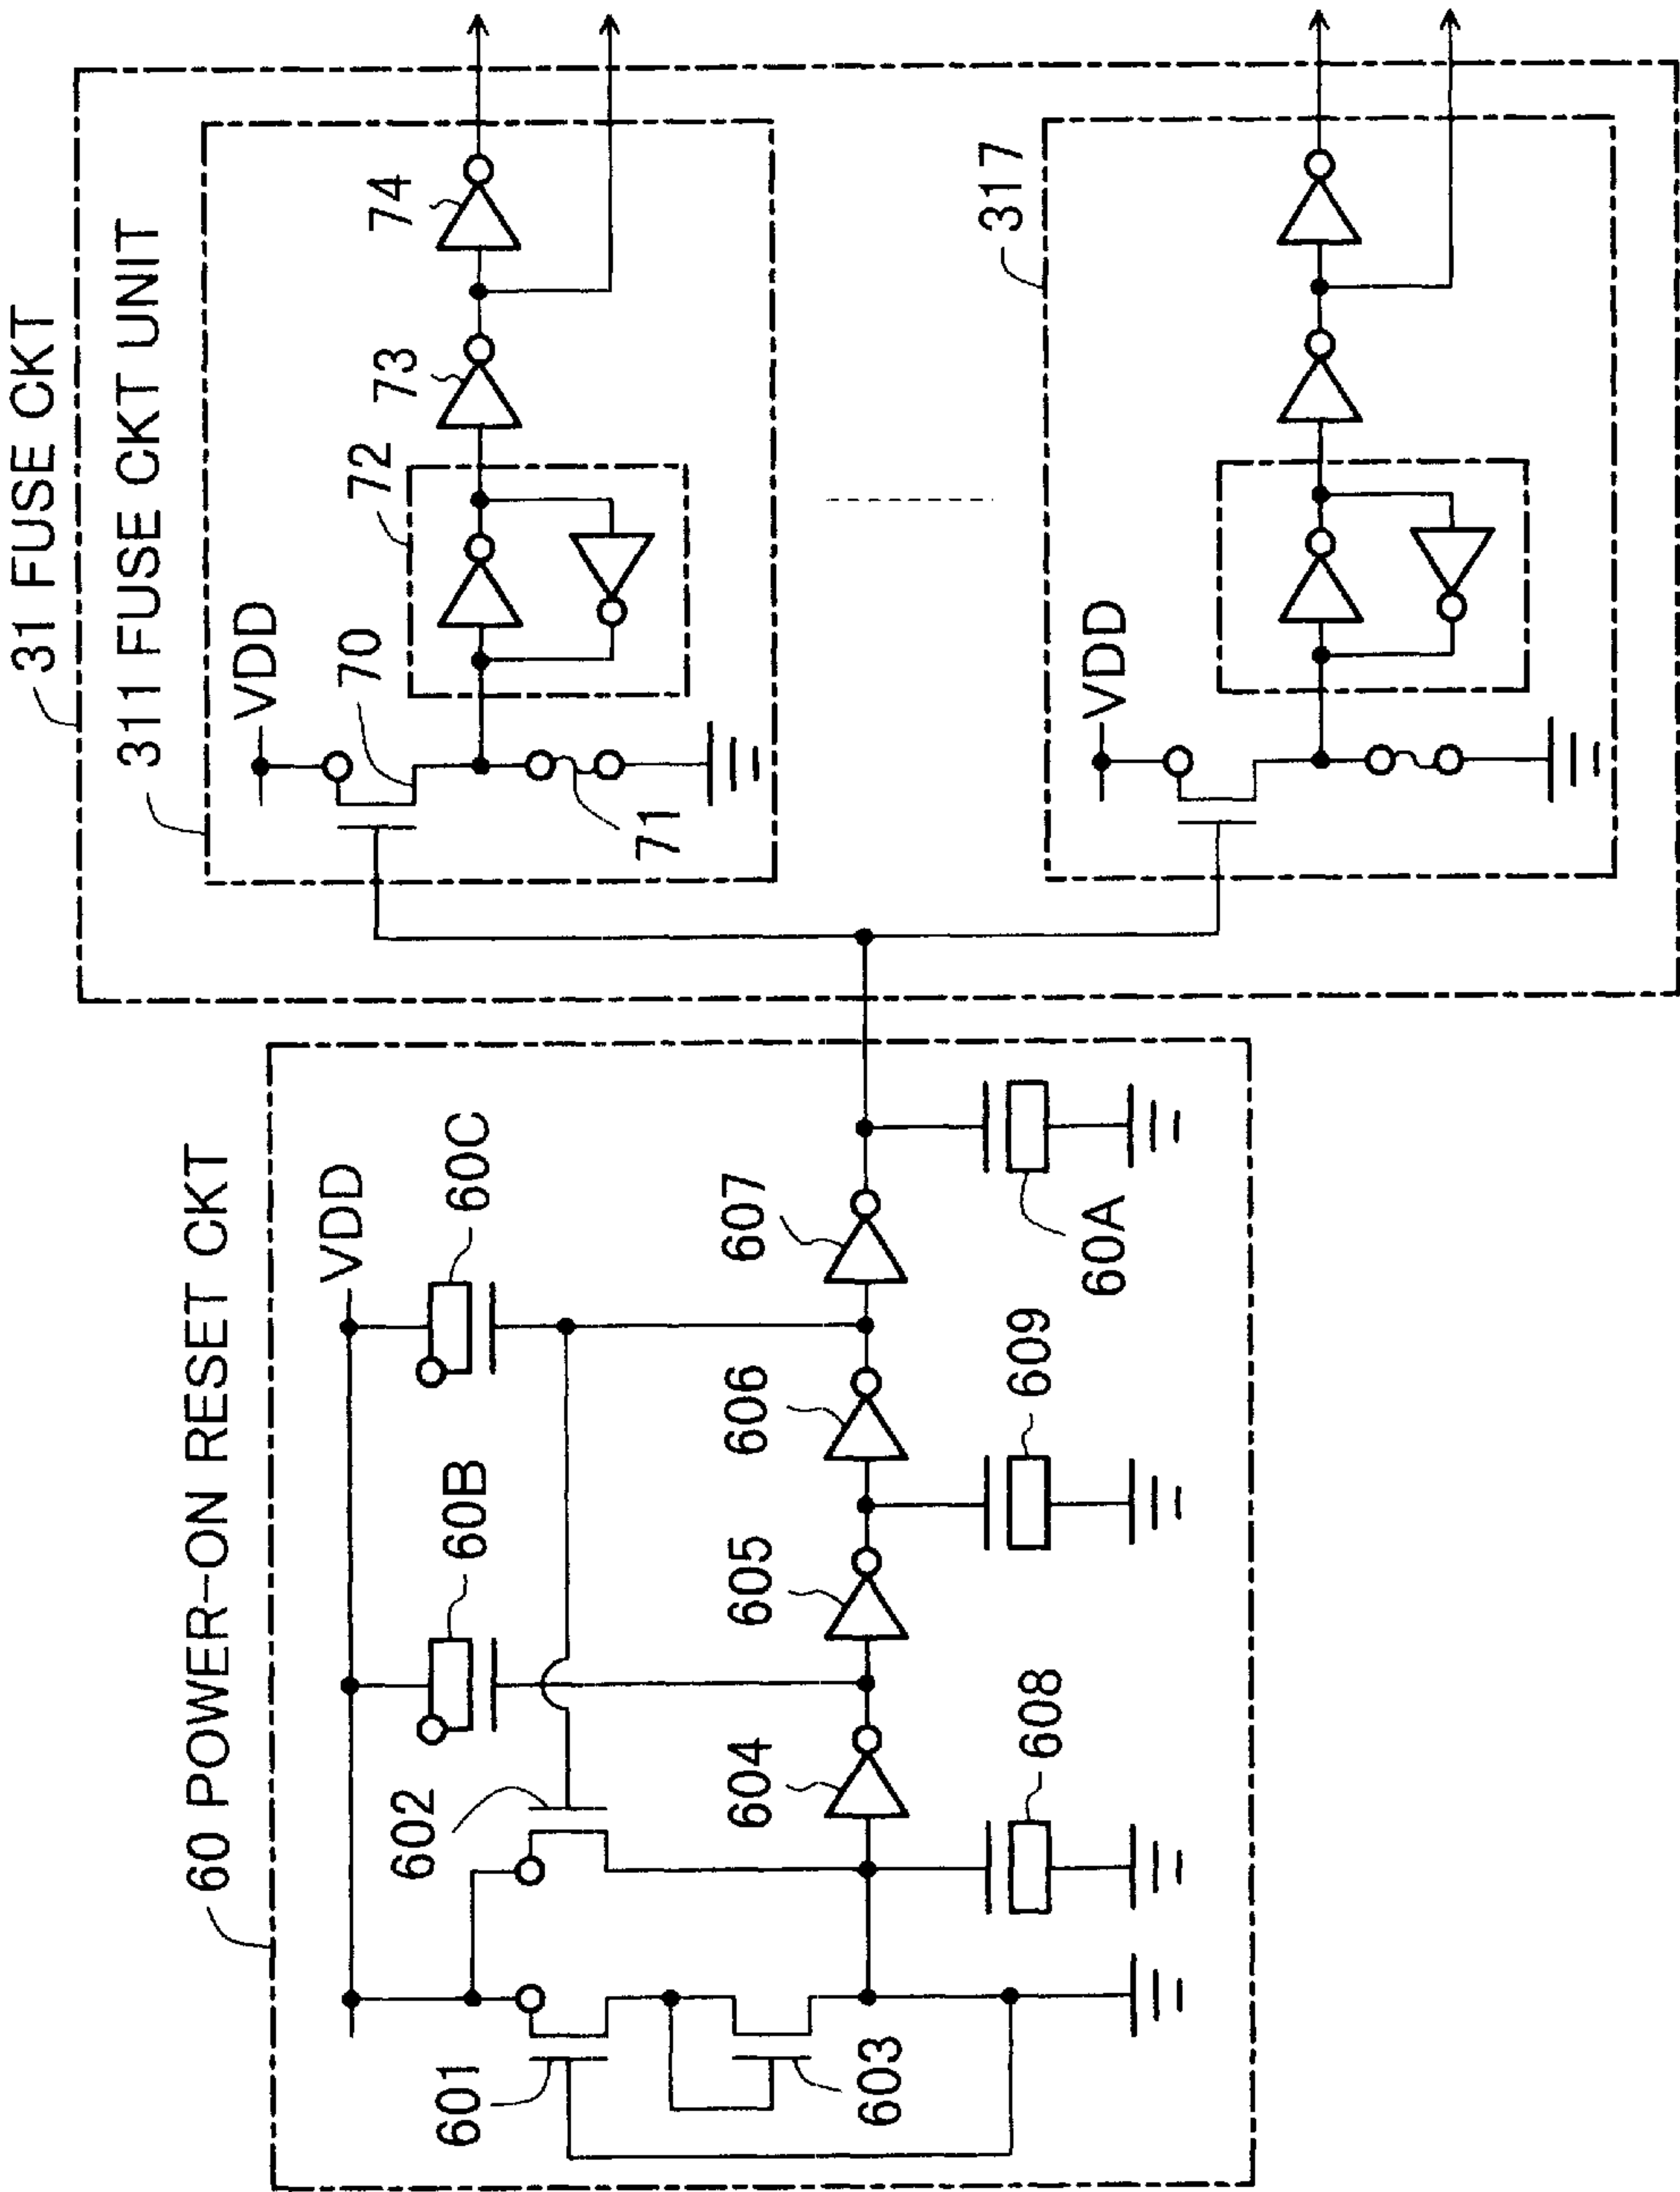 31 FUSE CKT
311 FUSE CKT UNIT
VDD
70
71
72
73
74
VDD
317
60 POWER-ON RESET CKT
VDD
60C
60B
601
602
603
604
605
606
607
608
609
60A